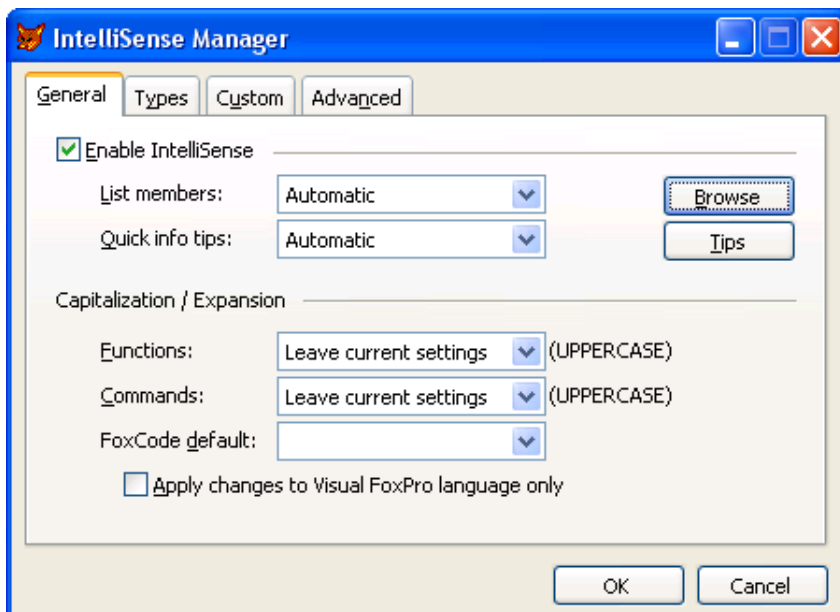 IntelliSense Manager
General Types Custom Advanced
Enable IntelliSense
List members: Automatic Browse
Quick info tips: Automatic Tips
Capitalization / Expansion
Functions: Leave current settings (UPPERCASE)
Commands: Leave current settings (UPPERCASE)
FoxCode default:
Apply changes to Visual FoxPro language only
OK Cancel